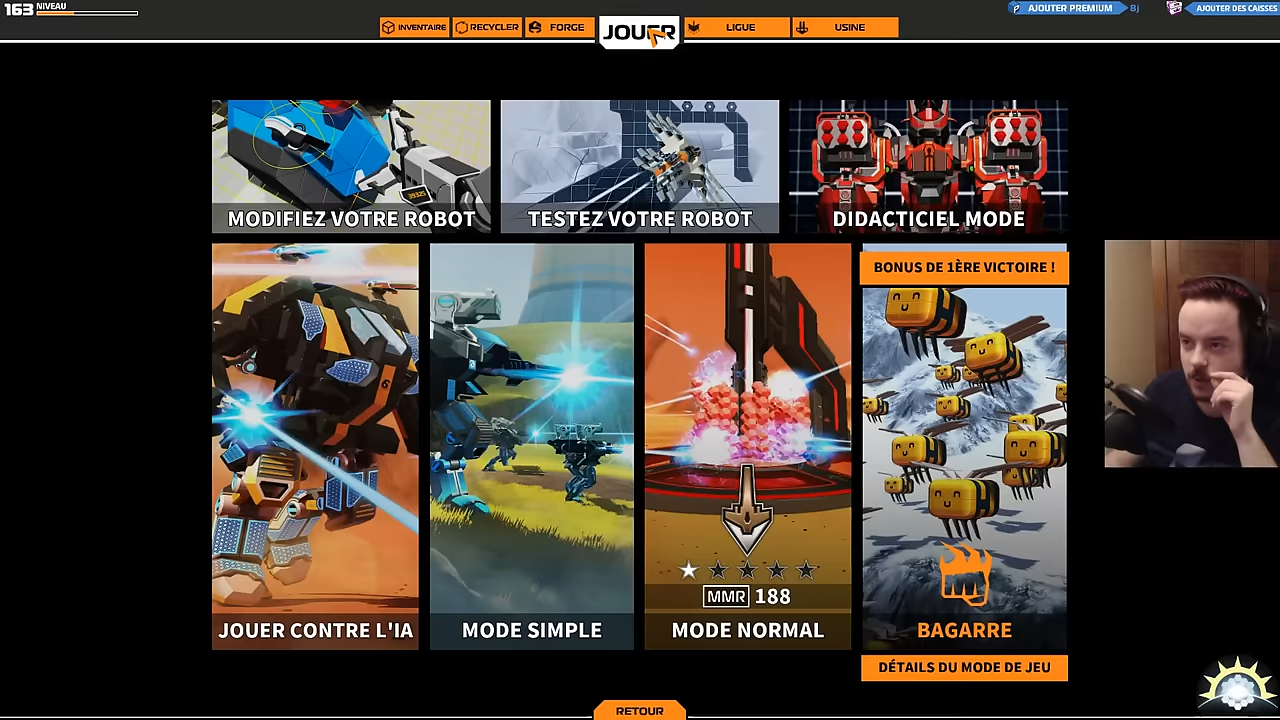 163 NIVEAU
INVENTAIRE
RECYCLER
FORGE
JOUER
LIGUE
USINE
AJOUTER PREMIUM
8j
AJOUTER DES CAISSES
MODIFIEZ VOTRE ROBOT
TESTEZ VOTRE ROBOT
DIDACTICIEL MODE
BONUS DE 1ÈRE VICTOIRE !
MMR 188
JOUER CONTRE L'IA
MODE SIMPLE
MODE NORMAL
BAGARRE
DÉTAILS DU MODE DE JEU
RETOUR